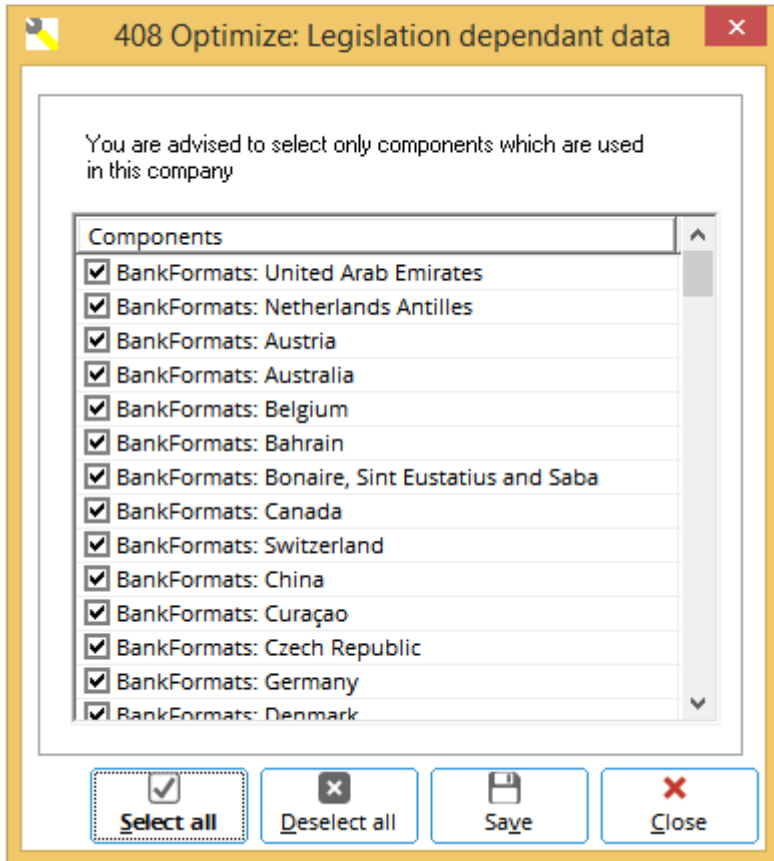 408 Optimize: Legislation dependant data
You are advised to select only components which are used
in this company
Components
BankFormats: United Arab Emirates
BankFormats: Netherlands Antilles
BankFormats: Austria
BankFormats: Australia
BankFormats: Belgium
BankFormats: Bahrain
BankFormats: Bonaire, Sint Eustatius and Saba
BankFormats: Canada
BankFormats: Switzerland
BankFormats: China
BankFormats: Curaçao
BankFormats: Czech Republic
BankFormats: Germany
BankFormats: Denmark
Select all Deselect all Save Close